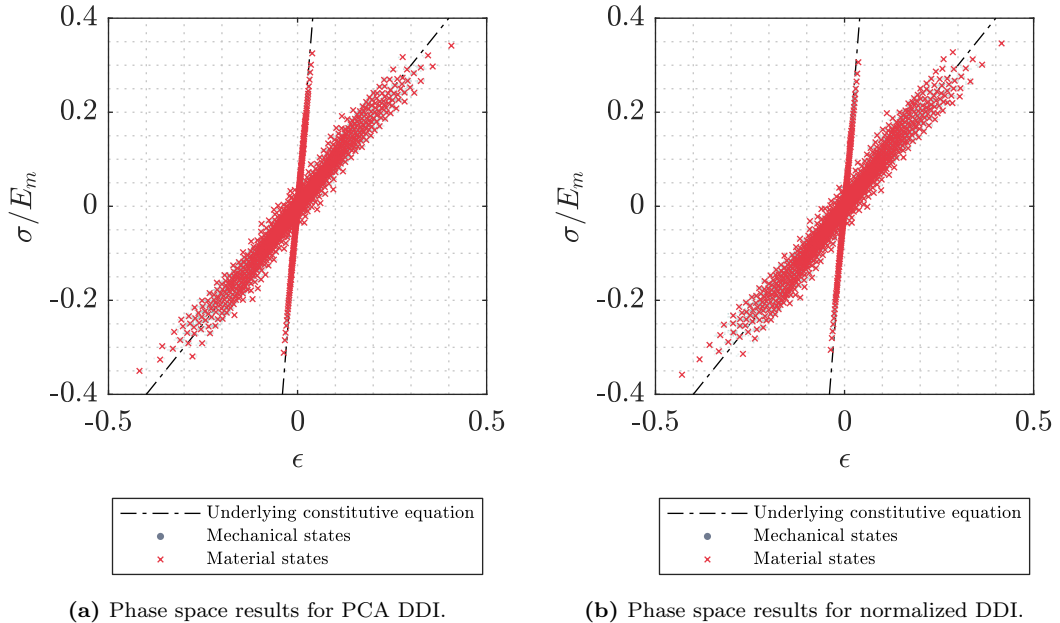 0.4
0.2
0
-0.2
-0.4
σ/E_m
-0.5
0
0.5
ϵ
Underlying constitutive equation
Mechanical states
Material states
(a) Phase space results for PCA DDI.
0.4
0.2
0
-0.2
-0.4
σ/E_m
-0.5
0
0.5
ϵ
Underlying constitutive equation
Mechanical states
Material states
(b) Phase space results for normalized DDI.